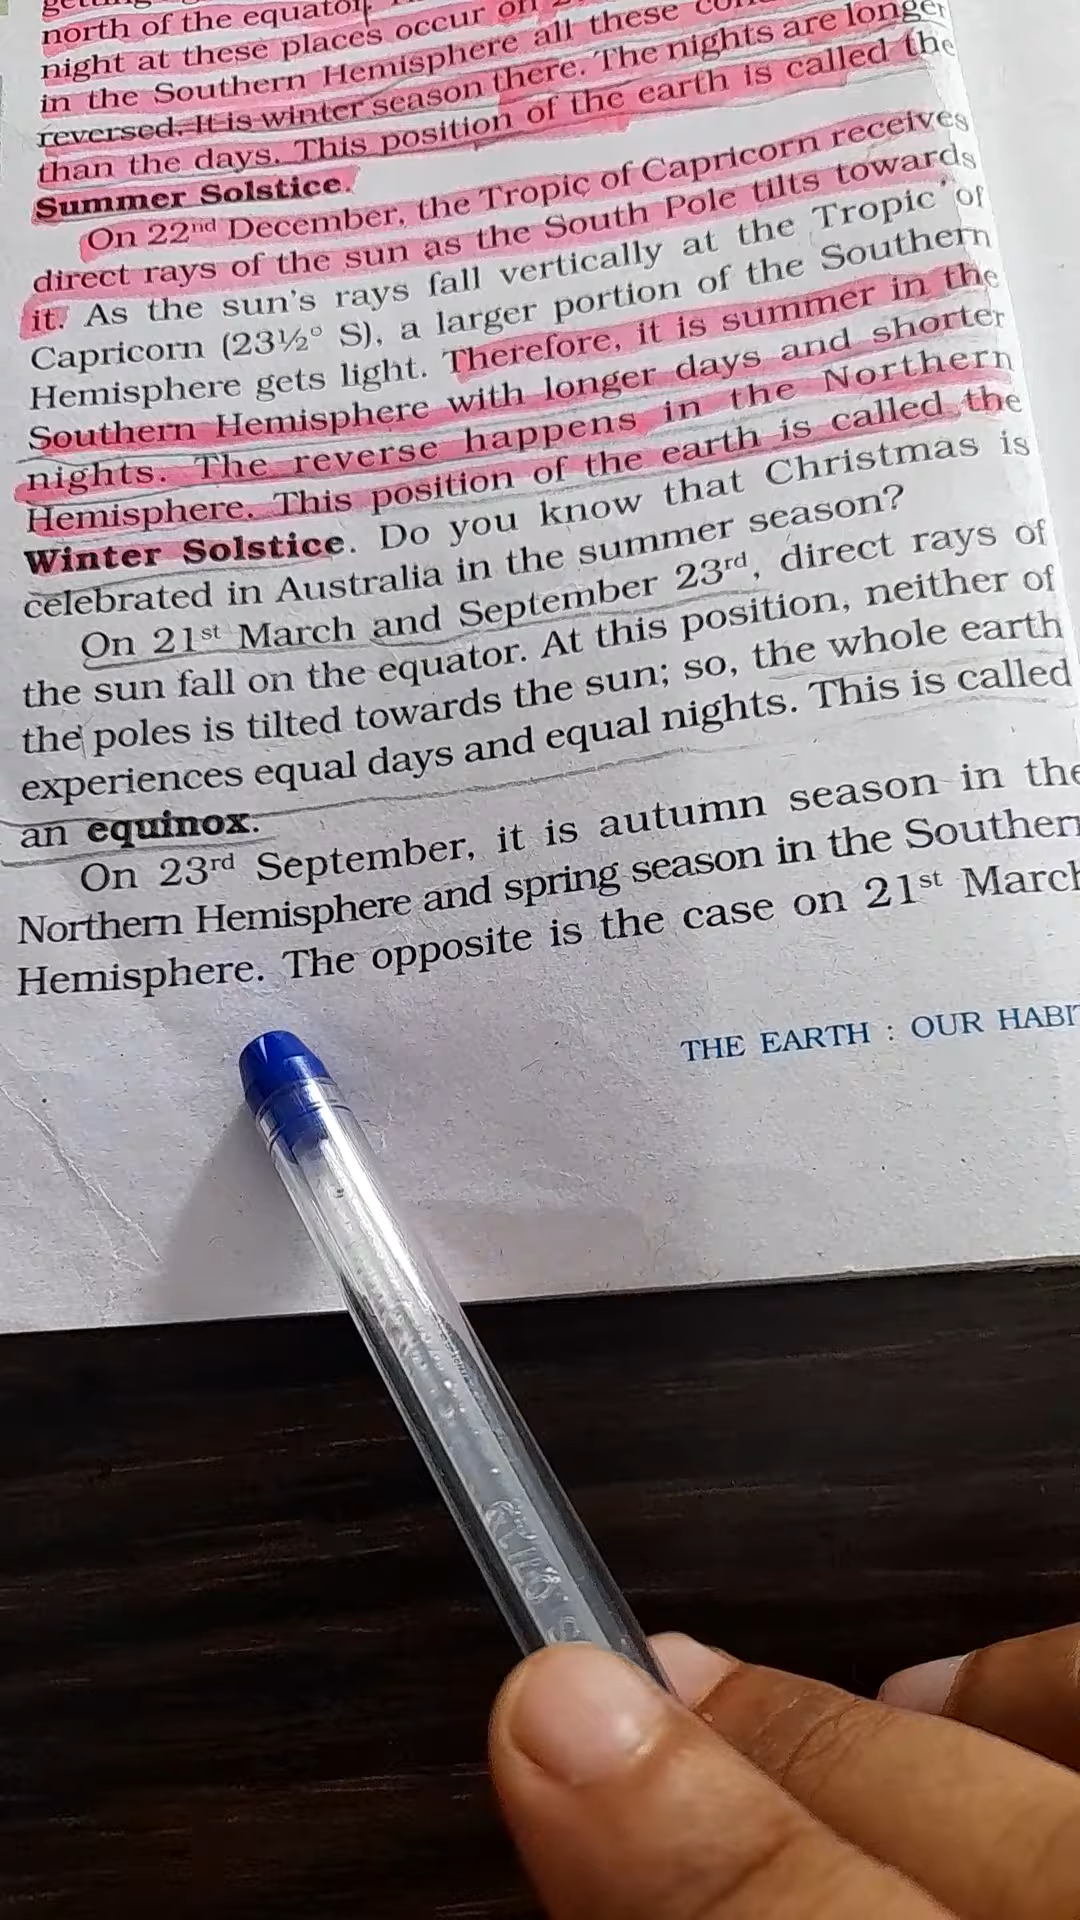 north of the equator.
night at these places occur on
in the Southern Hemisphere all these
reversed. It is winter season there. The nights are longer
than the days. This position of the earth is called the
Summer Solstice.
On 22nd December, the Tropic of Capricorn receives
direct rays of the sun as the South Pole tilts towards
it. As the sun's rays fall vertically at the Tropic of
Capricorn (23½° S), a larger portion of the Southern
Hemisphere gets light. Therefore, it is summer in the
Southern Hemisphere with longer days and shorter
nights. The reverse happens in the Northern
Hemisphere. This position of the earth is called the
Winter Solstice. Do you know that Christmas is
celebrated in Australia in the summer season?
On 21st March and September 23rd, direct rays of
the sun fall on the equator. At this position, neither of
the poles is tilted towards the sun; so, the whole earth
experiences equal days and equal nights. This is called
an equinox.
On 23rd September, it is autumn season in the
Northern Hemisphere and spring season in the Southern
Hemisphere. The opposite is the case on 21st March
THE EARTH : OUR HABIT